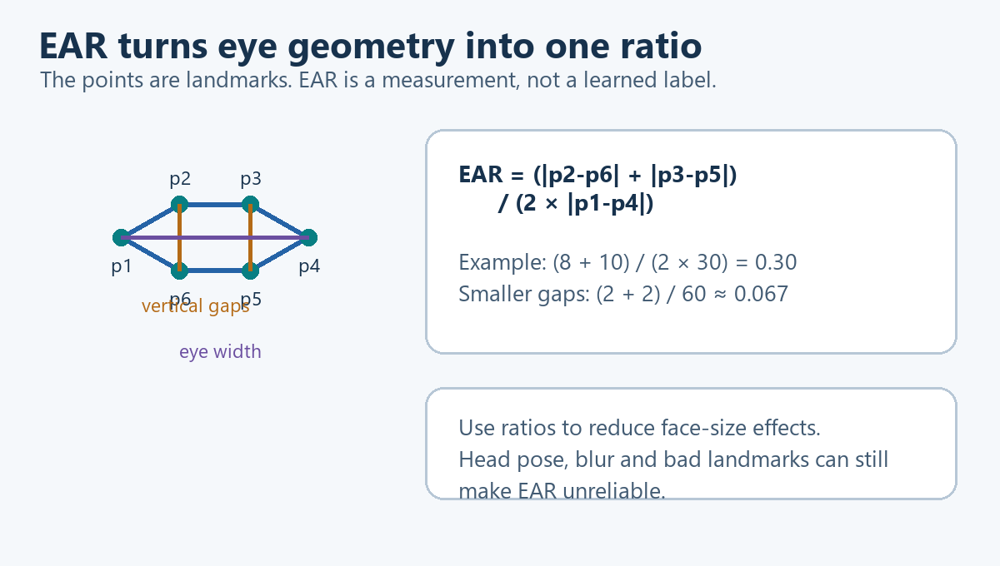 EAR turns eye geometry into one ratio
The points are landmarks. EAR is a measurement, not a learned label.
p2 p3
p1 p4
p6 p5
vertical gaps
eye width
EAR = (|p2-p6| + |p3-p5|)
/ (2 × |p1-p4|)
Example: (8 + 10) / (2 × 30) = 0.30
Smaller gaps: (2 + 2) / 60 ≈ 0.067
Use ratios to reduce face-size effects.
Head pose, blur and bad landmarks can still
make EAR unreliable.